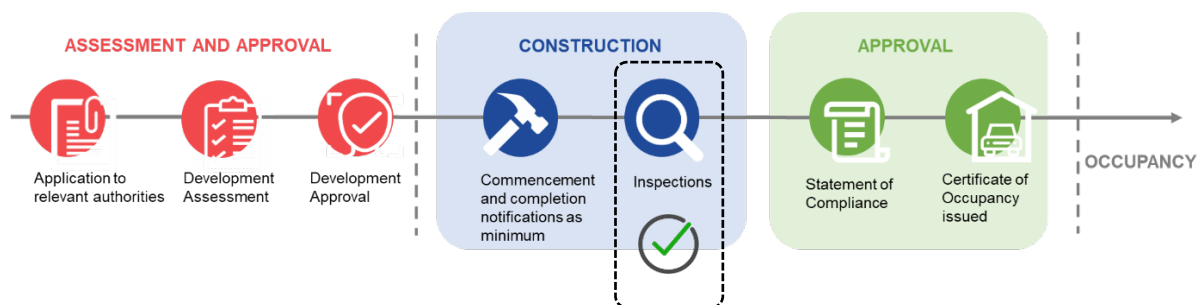 ASSESSMENT AND APPROVAL
CONSTRUCTION
APPROVAL
Application to
relevant authorities
Development
Assessment
Development
Approval
Commencement
and completion
notifications as
minimum
Inspections
Statement of
Compliance
Certificate of
Occupancy
issued
OCCUPANCY